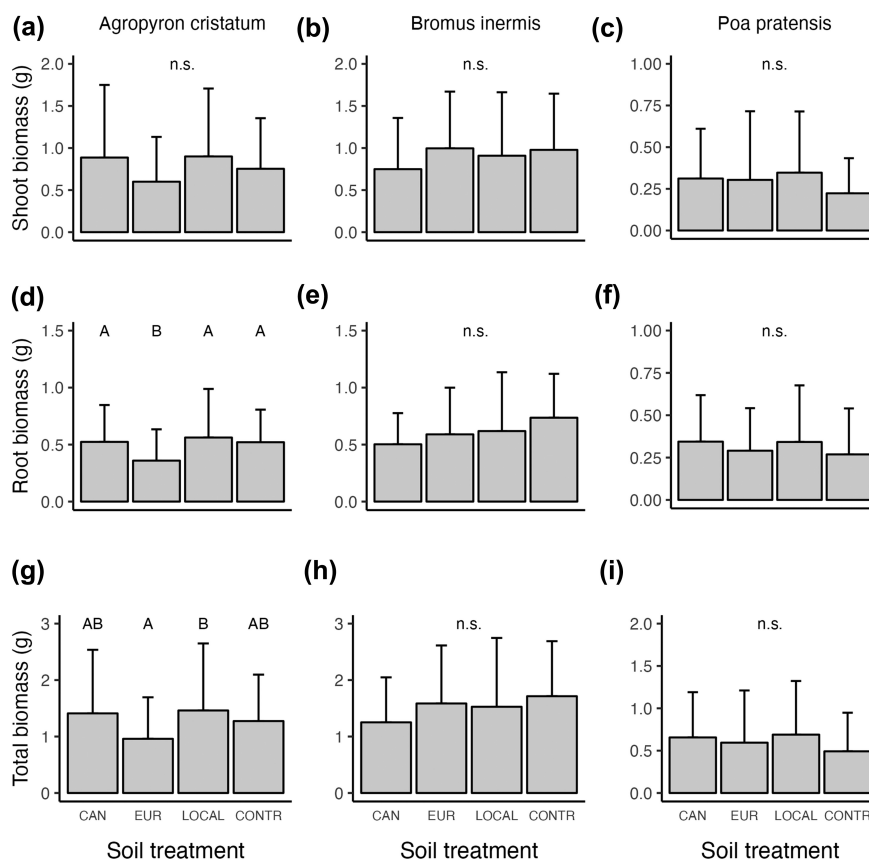 (a) Agropyron cristatum (b) Bromus inermis (c) Poa pratensis
Shoot biomass (g)
2.0 n.s. 2.0 n.s. 1.00 n.s.
1.5 1.5 0.75
1.0 1.0 0.50
0.5 0.5 0.25
0.0 0.0 0.00
(d) (e) (f)
Root biomass (g)
1.5 A B A A 1.5 n.s. 1.00 n.s.
0.75
1.0 1.0
0.50
0.5 0.5
0.25
0.0 0.0 0.00
(g) (h) (i)
Total biomass (g)
3 AB A B AB 3 n.s. 2.0 n.s.
1.5
2 2
1.0
1 1
0.5
0 0 0.0
CAN EUR LOCAL CONTR CAN EUR LOCAL CONTR CAN EUR LOCAL CONTR
Soil treatment Soil treatment Soil treatment